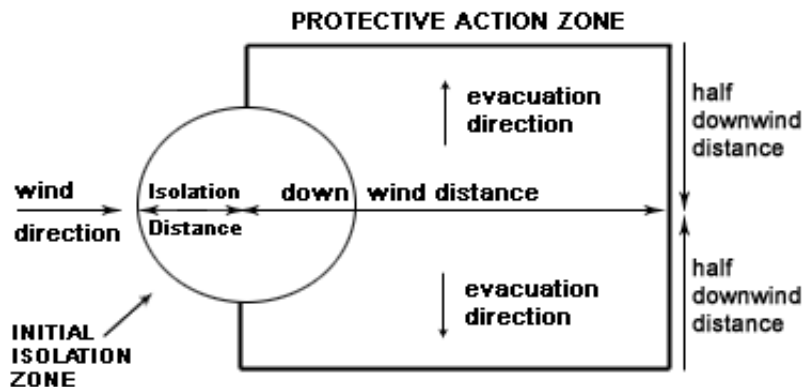 PROTECTIVE ACTION ZONE
evacuation
direction
half
downwind
distance
wind
direction
Isolation
Distance
down wind distance
evacuation
direction
half
downwind
distance
INITIAL
ISOLATION
ZONE